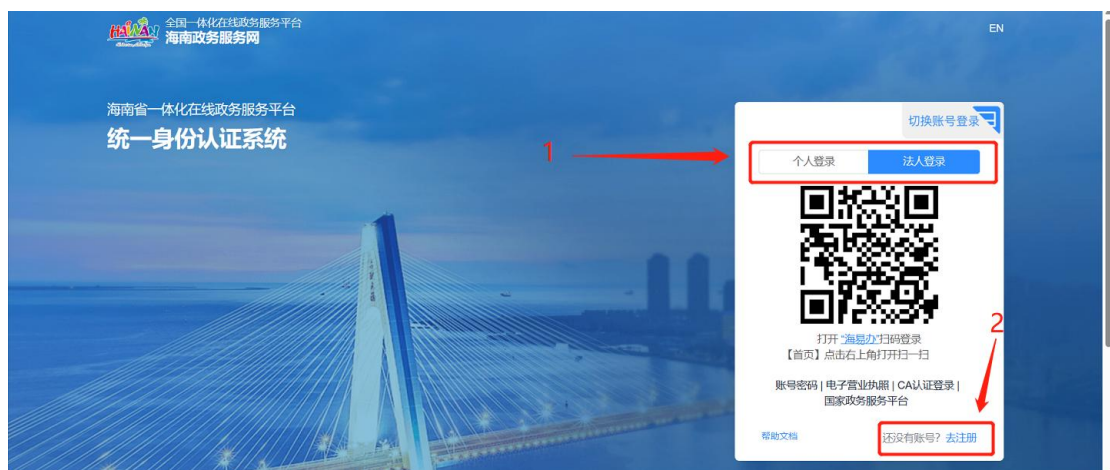 HAINAN
全国一体化在线政务服务平台
海南政务服务网
EN
海南省一体化在线政务服务平台
统一身份认证系统
切换账号登录
1
个人登录
法人登录
2
打开“海易办”扫码登录
【首页】点击右上角打开扫一扫
账号密码 | 电子营业执照 | CA认证登录 |
国家政务服务平台
帮助文档
还没有账号？去注册